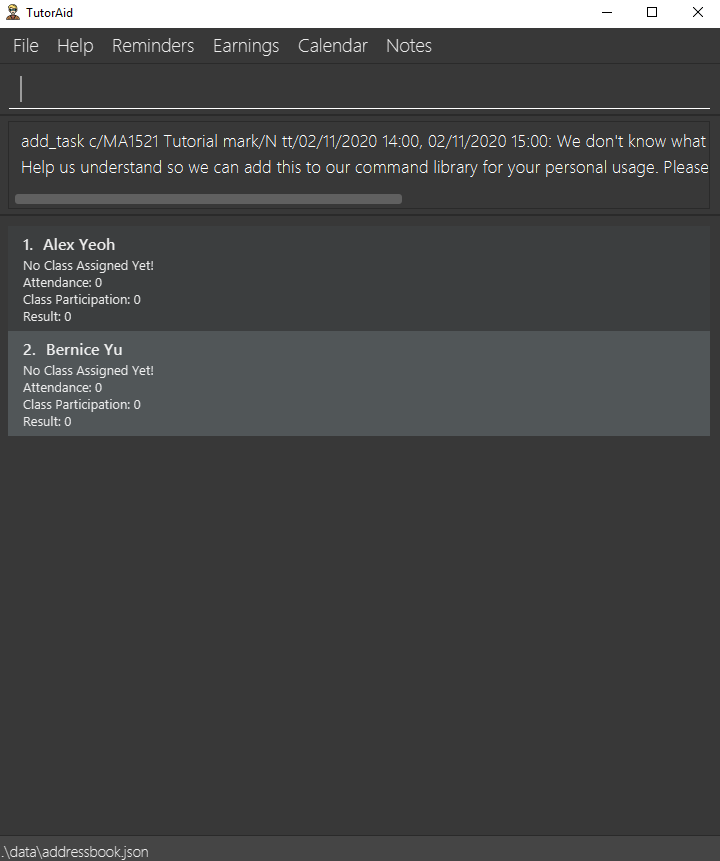 TutorAid
File Help Reminders Earnings Calendar Notes
add_task c/MA1521 Tutorial mark/N tt/02/11/2020 14:00, 02/11/2020 15:00: We don't know what
Help us understand so we can add this to our command library for your personal usage. Please
1. Alex Yeoh
No Class Assigned Yet!
Attendance: 0
Class Participation: 0
Result: 0
2. Bernice Yu
No Class Assigned Yet!
Attendance: 0
Class Participation: 0
Result: 0
.\data\addressbook.json